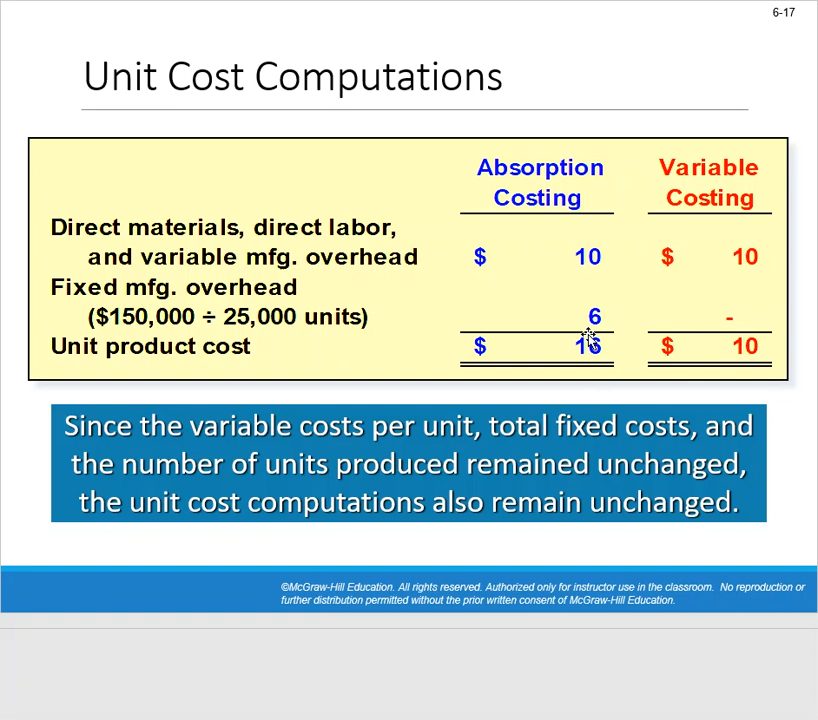 6-17
Unit Cost Computations
Absorption Variable
Costing Costing
Direct materials, direct labor,
and variable mfg. overhead $ 10 $ 10
Fixed mfg. overhead
($150,000 ÷ 25,000 units) 6 -
Unit product cost $ 16 $ 10
Since the variable costs per unit, total fixed costs, and
the number of units produced remained unchanged,
the unit cost computations also remain unchanged.
©McGraw-Hill Education. All rights reserved. Authorized only for instructor use in the classroom. No reproduction or
further distribution permitted without the prior written consent of McGraw-Hill Education.